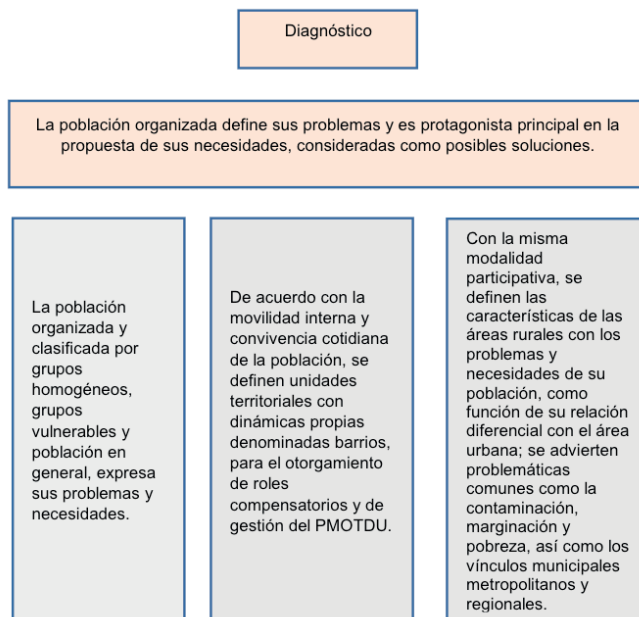 Diagnóstico
La población organizada define sus problemas y es protagonista principal en la
propuesta de sus necesidades, consideradas como posibles soluciones.
La población
organizada y
clasificada por
grupos
homogéneos,
grupos
vulnerables y
población en
general, expresa
sus problemas y
necesidades.
De acuerdo con la
movilidad interna y
convivencia cotidiana
de la población, se
definen unidades
territoriales con
dinámicas propias
denominadas barrios,
para el otorgamiento
de roles
compensatorios y de
gestión del PMOTDU.
Con la misma
modalidad
participativa, se
definen las
características de las
áreas rurales con los
problemas y
necesidades de su
población, como
función de su relación
diferencial con el área
urbana; se advierten
problemáticas
comunes como la
contaminación,
marginación y
pobreza, así como los
vínculos municipales
metropolitanos y
regionales.